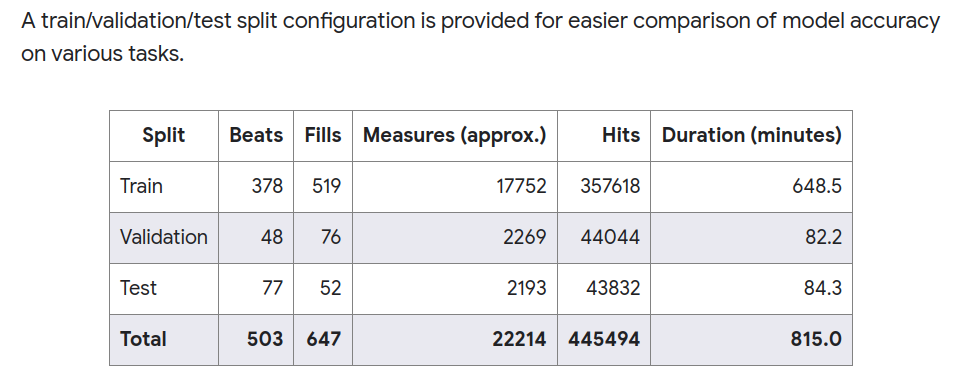 A train/validation/test split configuration is provided for easier comparison of model accuracy
on various tasks.
Split Beats Fills Measures (approx.) Hits Duration (minutes)
Train 378 519 17752 357618 648.5
Validation 48 76 2269 44044 82.2
Test 77 52 2193 43832 84.3
Total 503 647 22214 445494 815.0